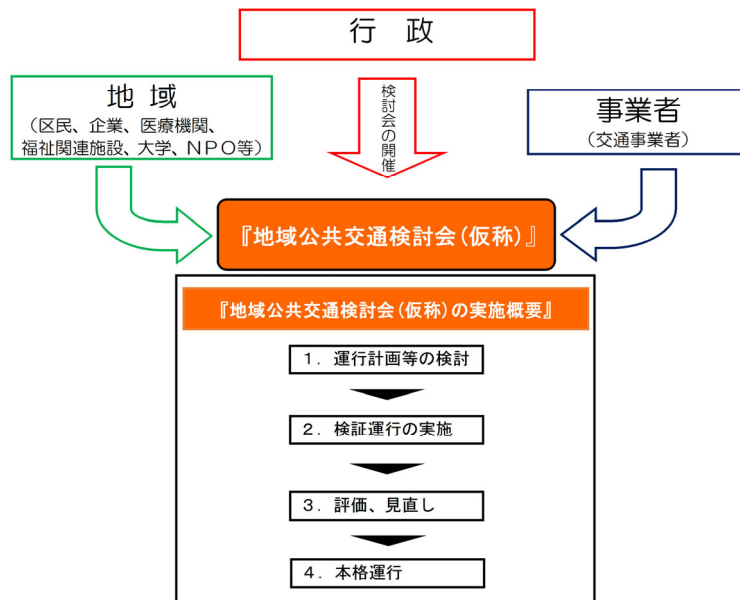 行 政
検討会の開催
地 域
(区民、企業、医療機関、
福祉関連施設、大学、NPO等)
事業者
(交通事業者)
『地域公共交通検討会(仮称)』
『地域公共交通検討会(仮称)の実施概要』
1．運行計画等の検討
2．検証運行の実施
3．評価、見直し
4．本格運行